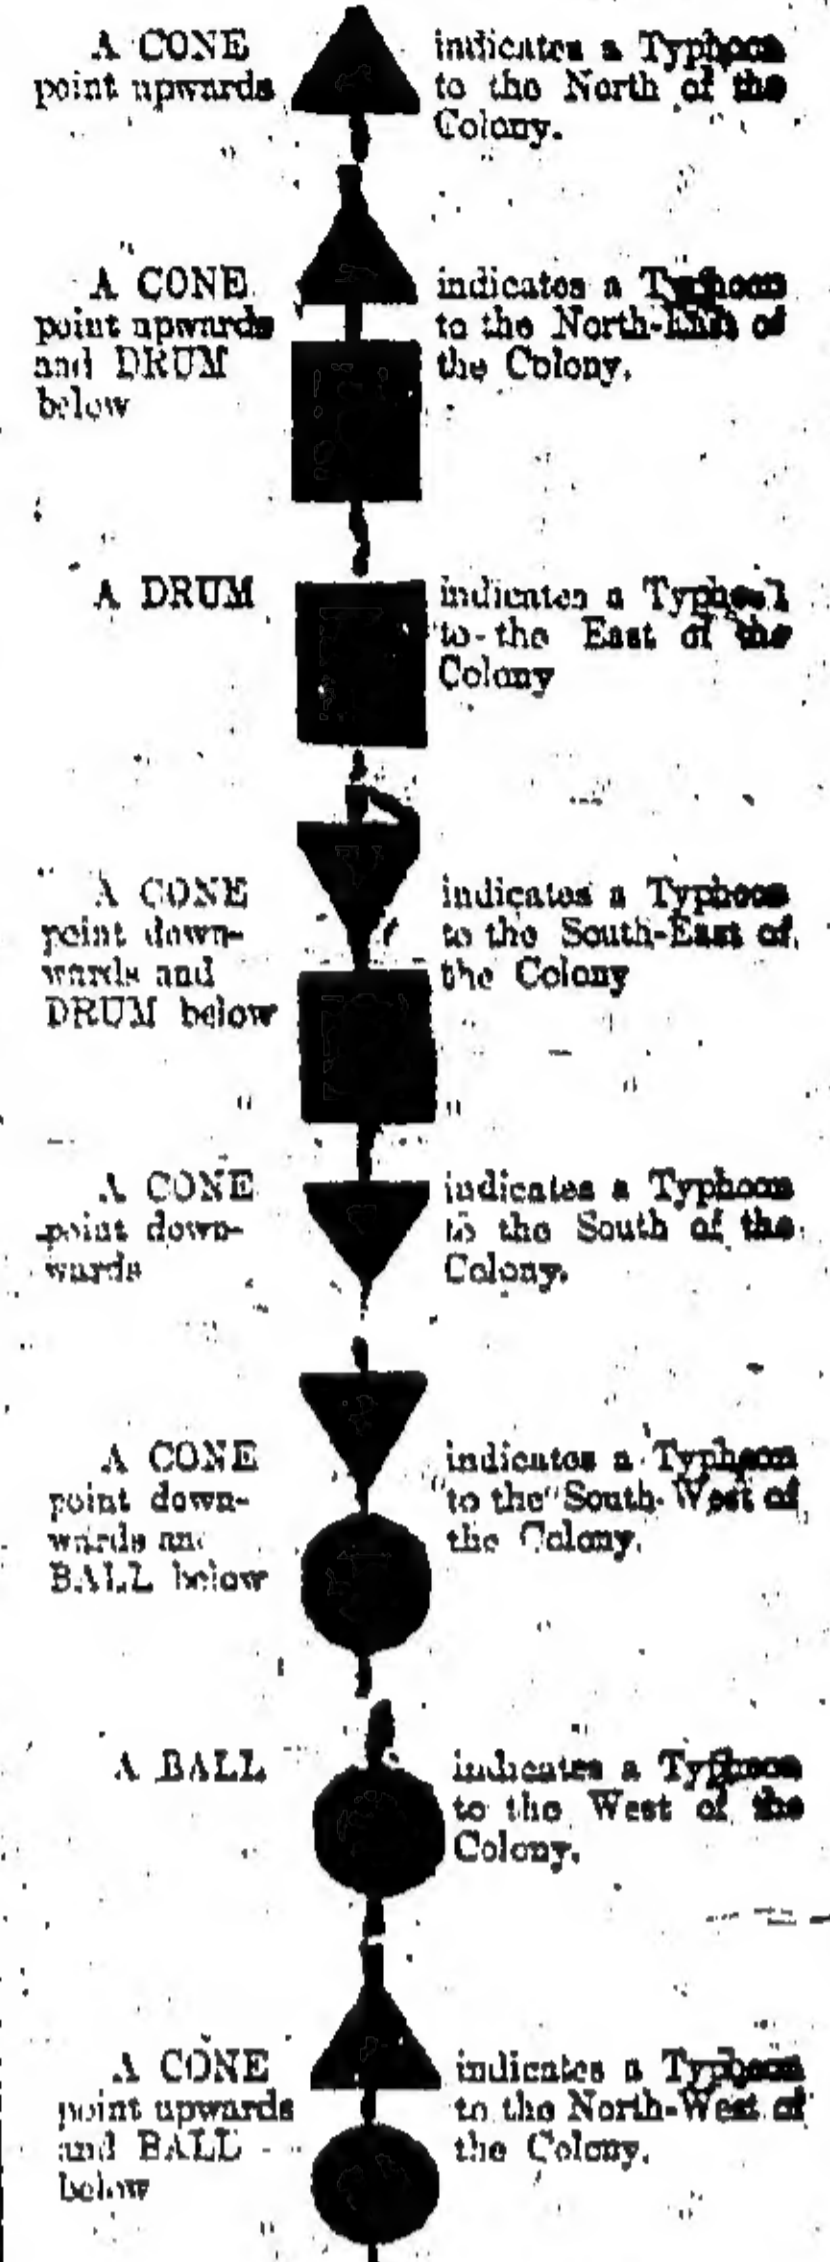 A CONE
point upwards
indicates a Typhoon
to the North of the
Colony.
A CONE
point upwards
and DRUM
below
indicates a Typhoon
to the North-East of
the Colony.
A DRUM
indicates a Typhoon
to the East of the
Colony
A CONE
point down-
wards and
DRUM below
indicates a Typhoon
to the South-East of
the Colony
A CONE
point down-
wards
indicates a Typhoon
to the South of the
Colony.
A CONE
point down-
wards and
BALL below
indicates a Typhoon
to the South-West of
the Colony.
A BALL
indicates a Typhoon
to the West of the
Colony.
A CONE
point upwards
and BALL
below
indicates a Typhoon
to the North-West of
the Colony.